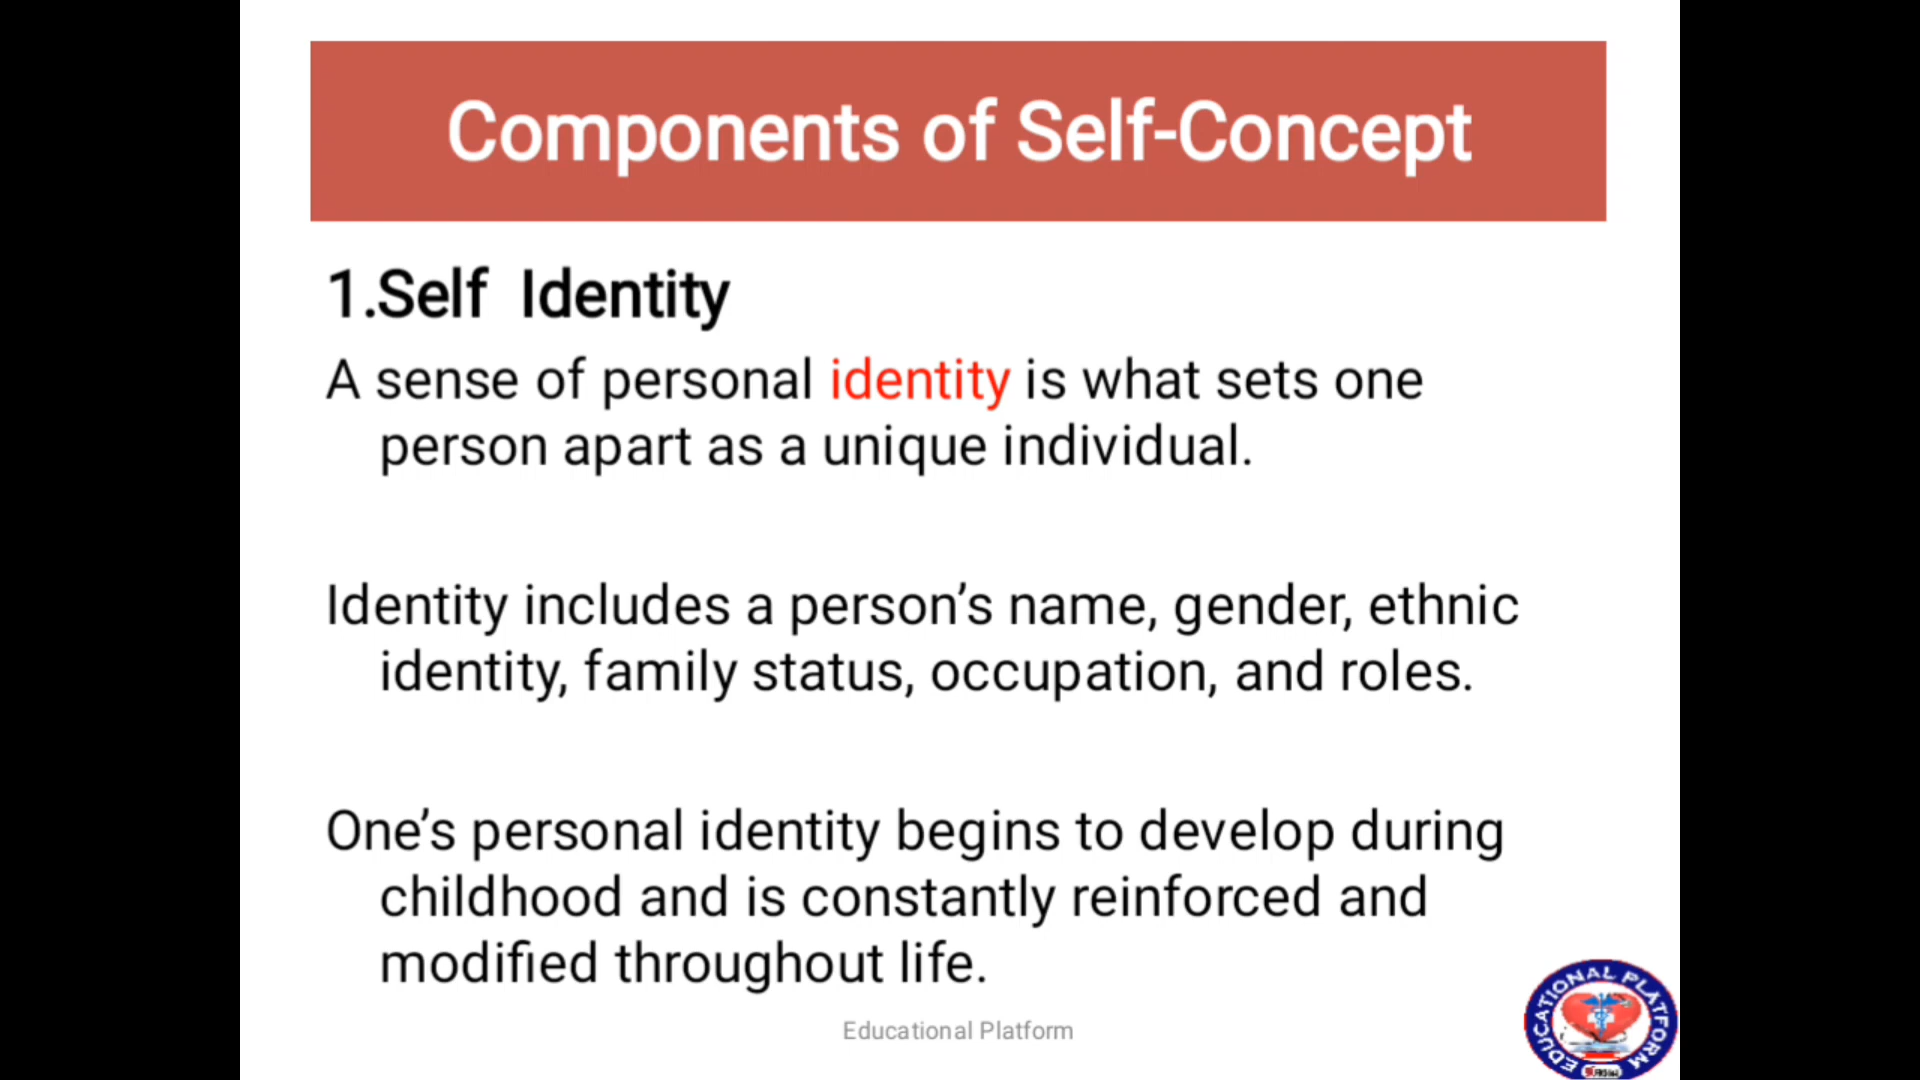 Components of Self-Concept
1.Self Identity
A sense of personal identity is what sets one
person apart as a unique individual.
Identity includes a person’s name, gender, ethnic
identity, family status, occupation, and roles.
One’s personal identity begins to develop during
childhood and is constantly reinforced and
modified throughout life.
Educational Platform
EDUCATIONAL PLATFORM